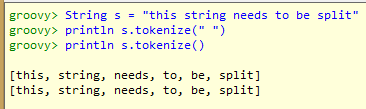 groovy> String s = "this string needs to be split"
groovy> println s.tokenize(" ")
groovy> println s.tokenize()
[this, string, needs, to, be, split]
[this, string, needs, to, be, split]